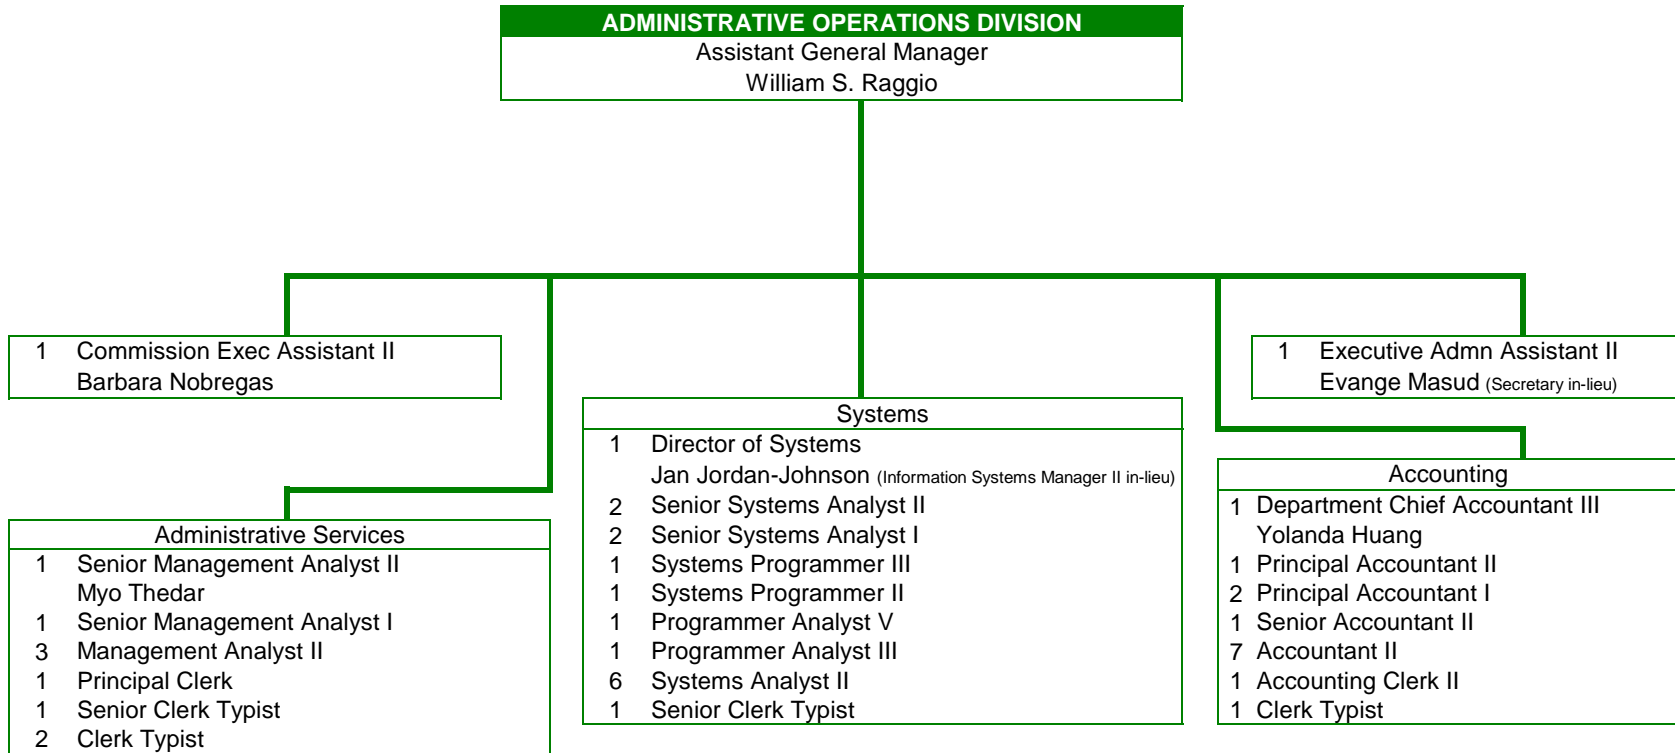 ADMINISTRATIVE OPERATIONS DIVISION
Assistant General Manager
William S. Raggio
1 Commission Exec Assistant II
Barbara Nobregas
1 Executive Admn Assistant II
Evange Masud (Secretary in-lieu)
Systems
1 Director of Systems
Jan Jordan-Johnson (Information Systems Manager II in-lieu)
2 Senior Systems Analyst II
2 Senior Systems Analyst I
1 Systems Programmer III
1 Systems Programmer II
1 Programmer Analyst V
1 Programmer Analyst III
6 Systems Analyst II
1 Senior Clerk Typist
Accounting
1 Department Chief Accountant III
Yolanda Huang
1 Principal Accountant II
2 Principal Accountant I
1 Senior Accountant II
7 Accountant II
1 Accounting Clerk II
1 Clerk Typist
Administrative Services
1 Senior Management Analyst II
Myo Thedar
1 Senior Management Analyst I
3 Management Analyst II
1 Principal Clerk
1 Senior Clerk Typist
2 Clerk Typist